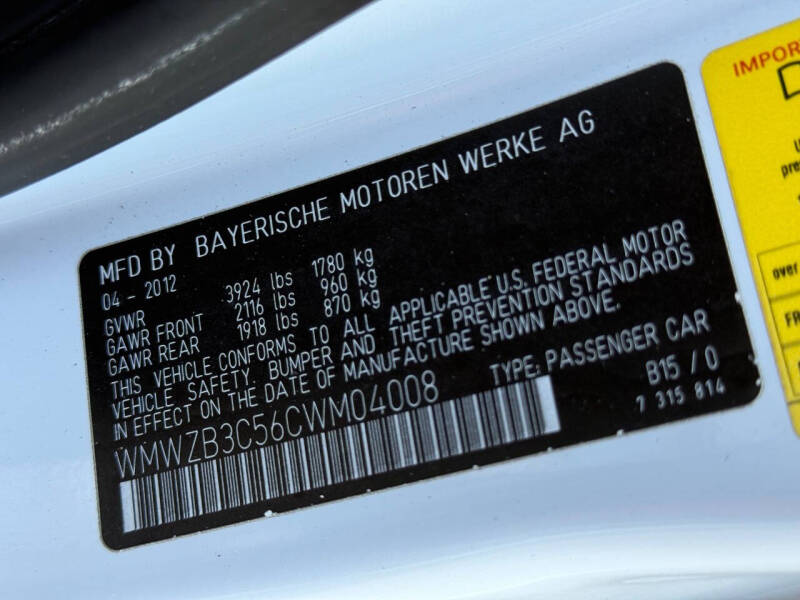 MFD BY BAYERISCHE MOTOREN WERKE AG
04 - 2012
GVWR 3924 lbs 1780 kg
GAWR FRONT 2116 lbs 960 kg
GAWR REAR 1918 lbs 870 kg
THIS VEHICLE CONFORMS TO ALL APPLICABLE U.S. FEDERAL MOTOR
VEHICLE SAFETY, BUMPER AND THEFT PREVENTION STANDARDS
IN EFFECT ON THE DATE OF MANUFACTURE SHOWN ABOVE.
WMWZB3C56CWM04008 TYPE: PASSENGER CAR
B15 / 0
7 315 814
IMPOR
over